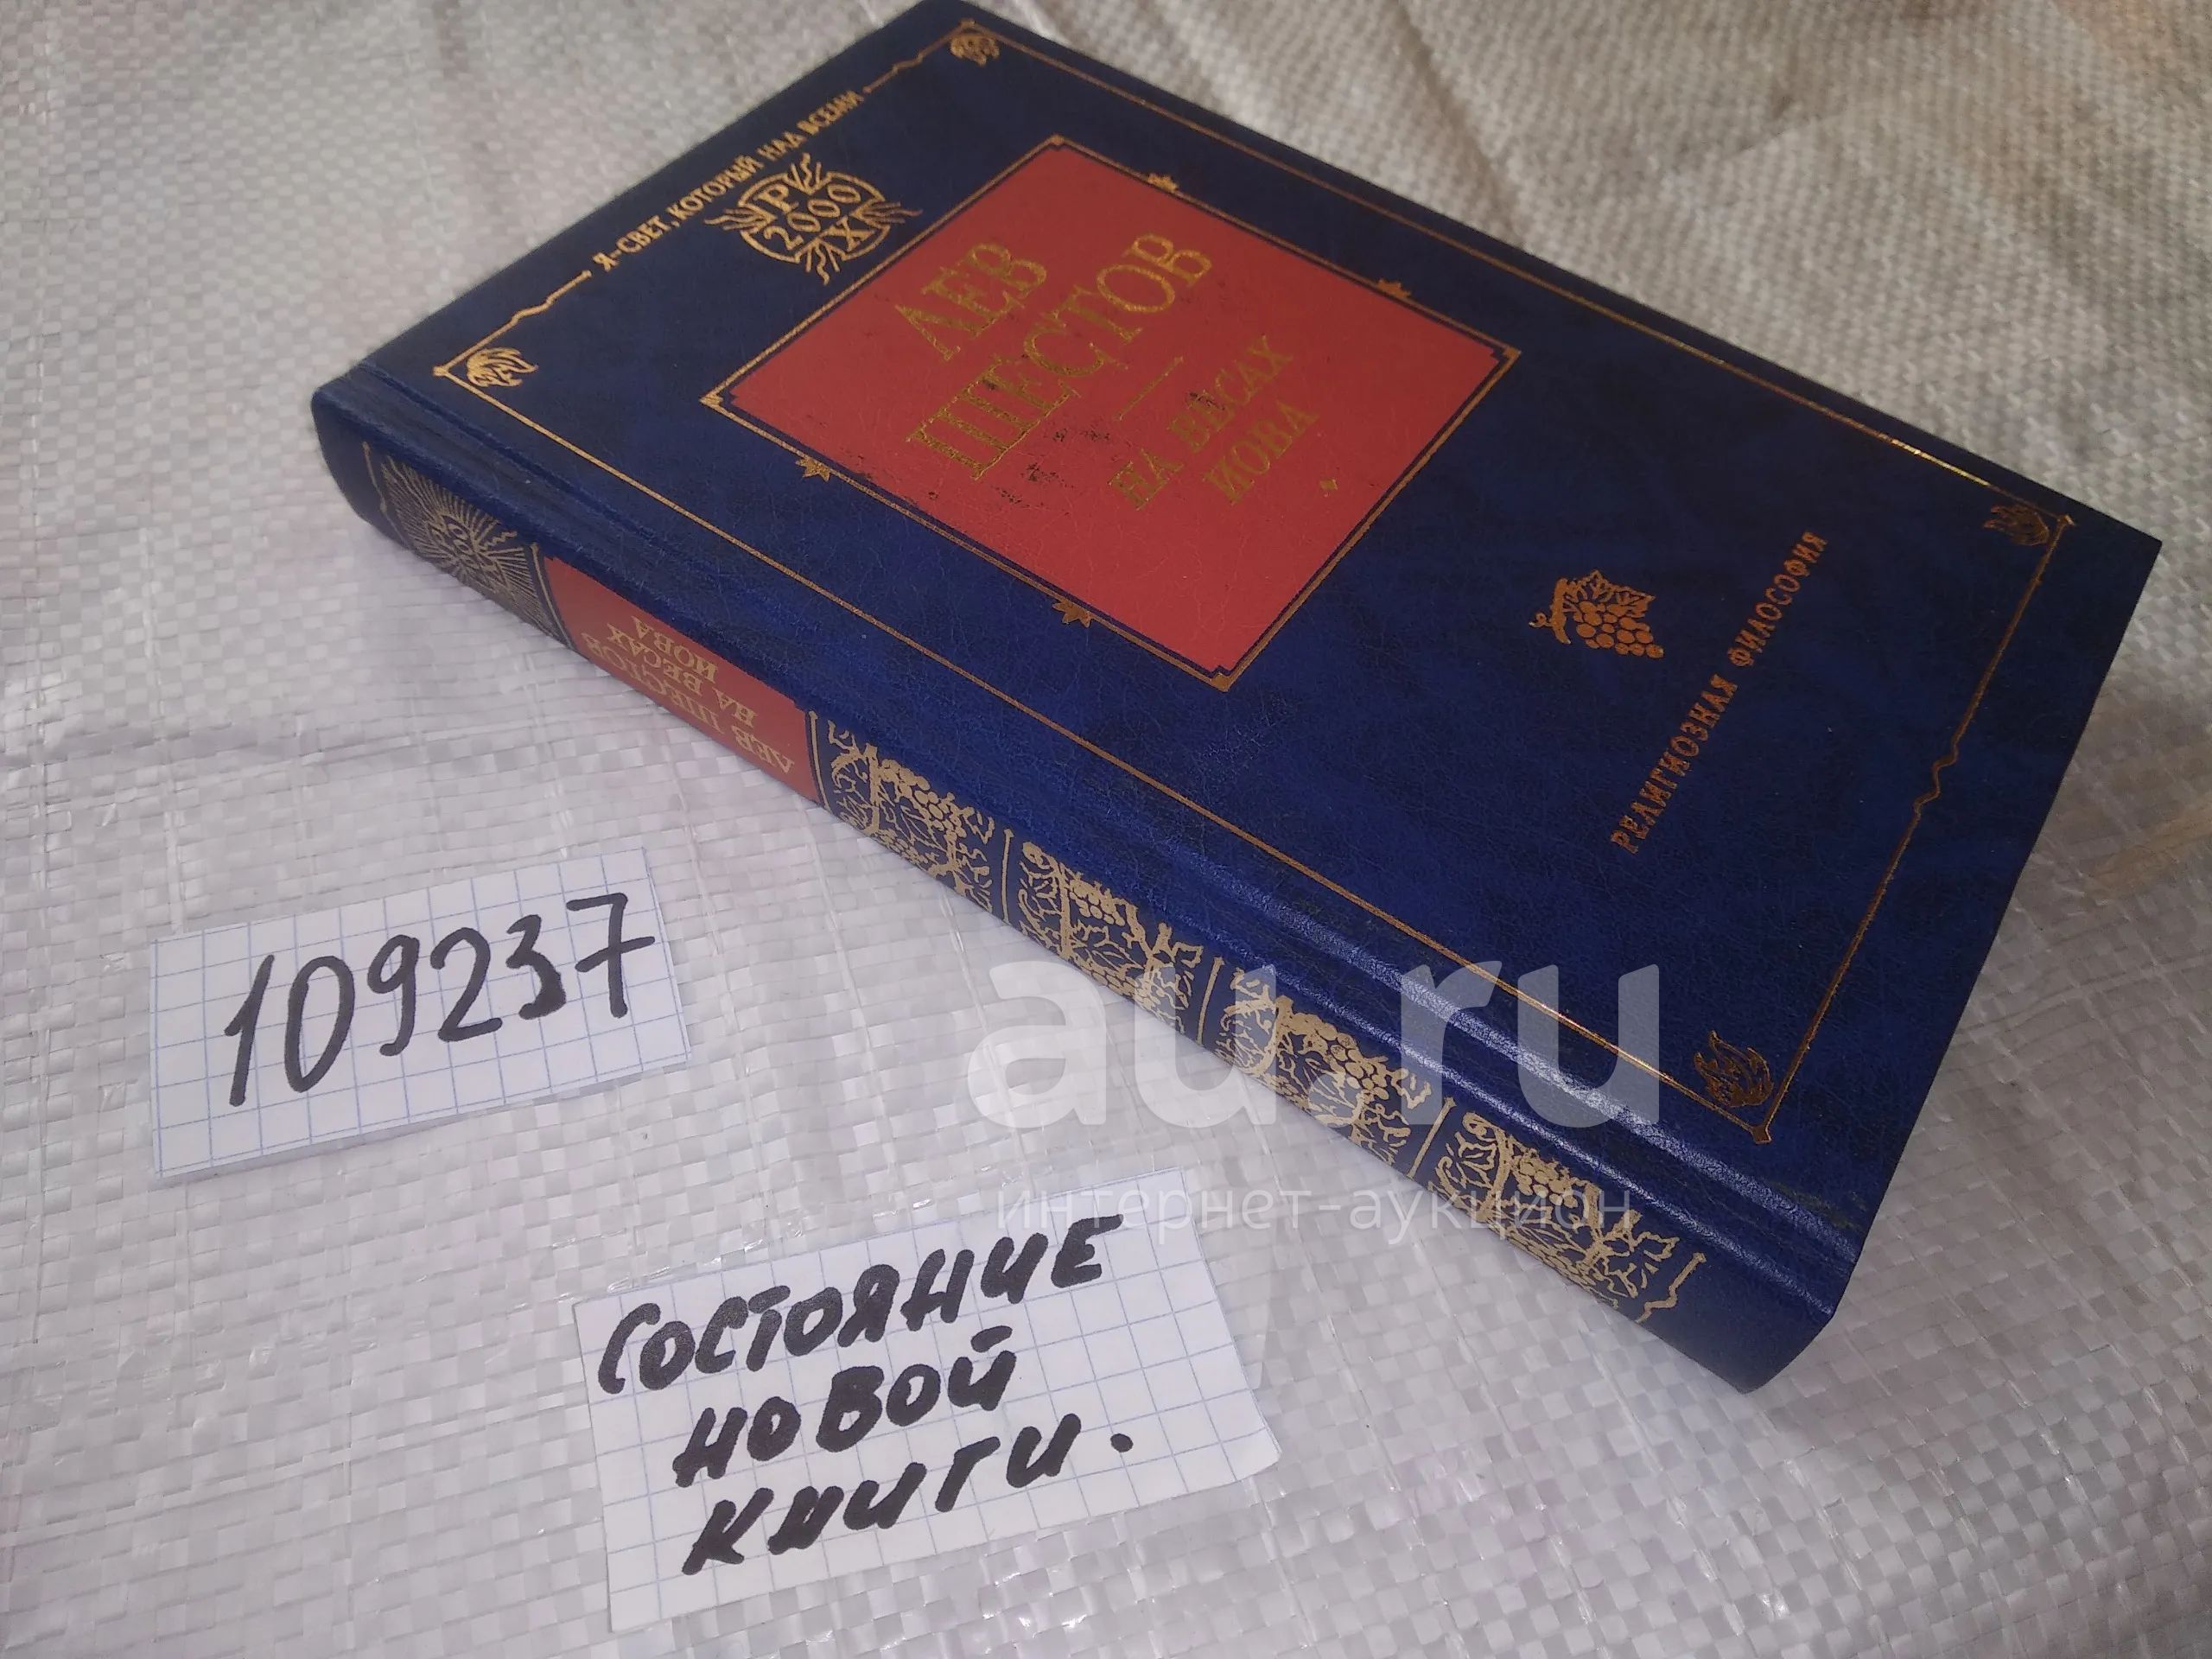 Я-СВЕТ, КОТОРЫЙ НАД ВСЕМИ
Р
2000
Х
ЛЕВ
ШЕСТОВ
НА ВЕСАХ
ИОВА
РЕЛИГИОЗНАЯ ФИЛОСОФИЯ
ЛЕВ ШЕСТОВ
НА ВЕСАХ
ИОВА
109237
au.ru
интернет-аукцион
СОСТОЯНИЕ
НОВОЙ
КНИГИ.